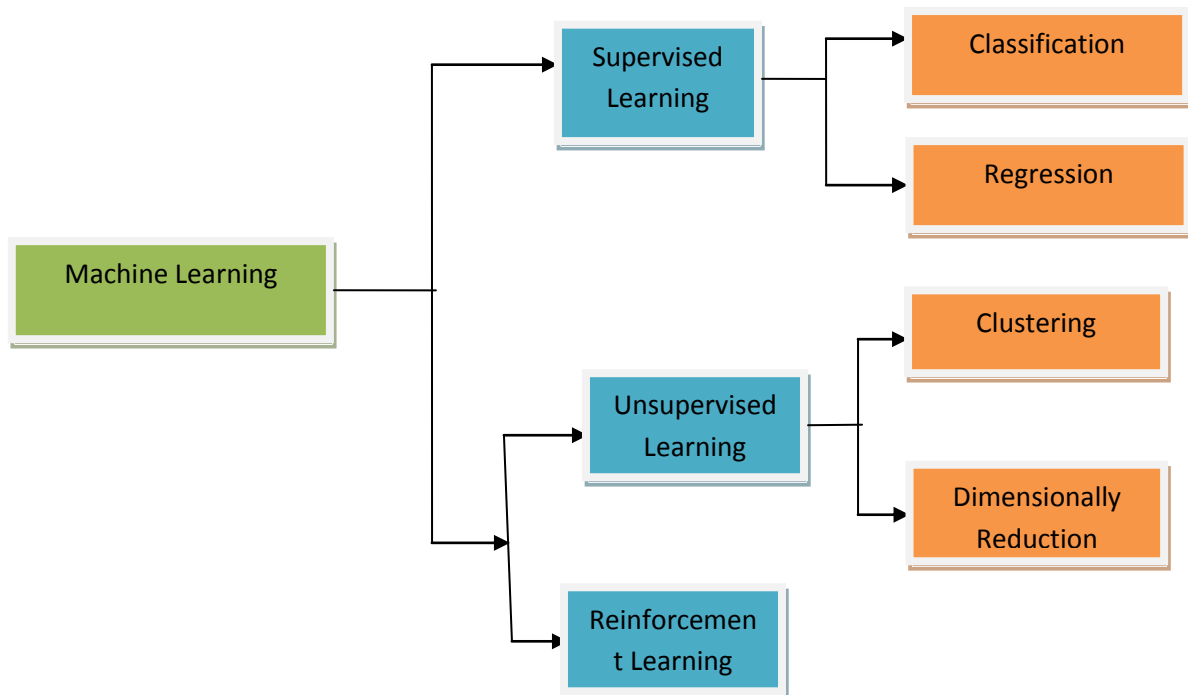 Machine Learning
Supervised
Learning
Classification
Regression
Unsupervised
Learning
Clustering
Dimensionally
Reduction
Reinforcemen
t Learning